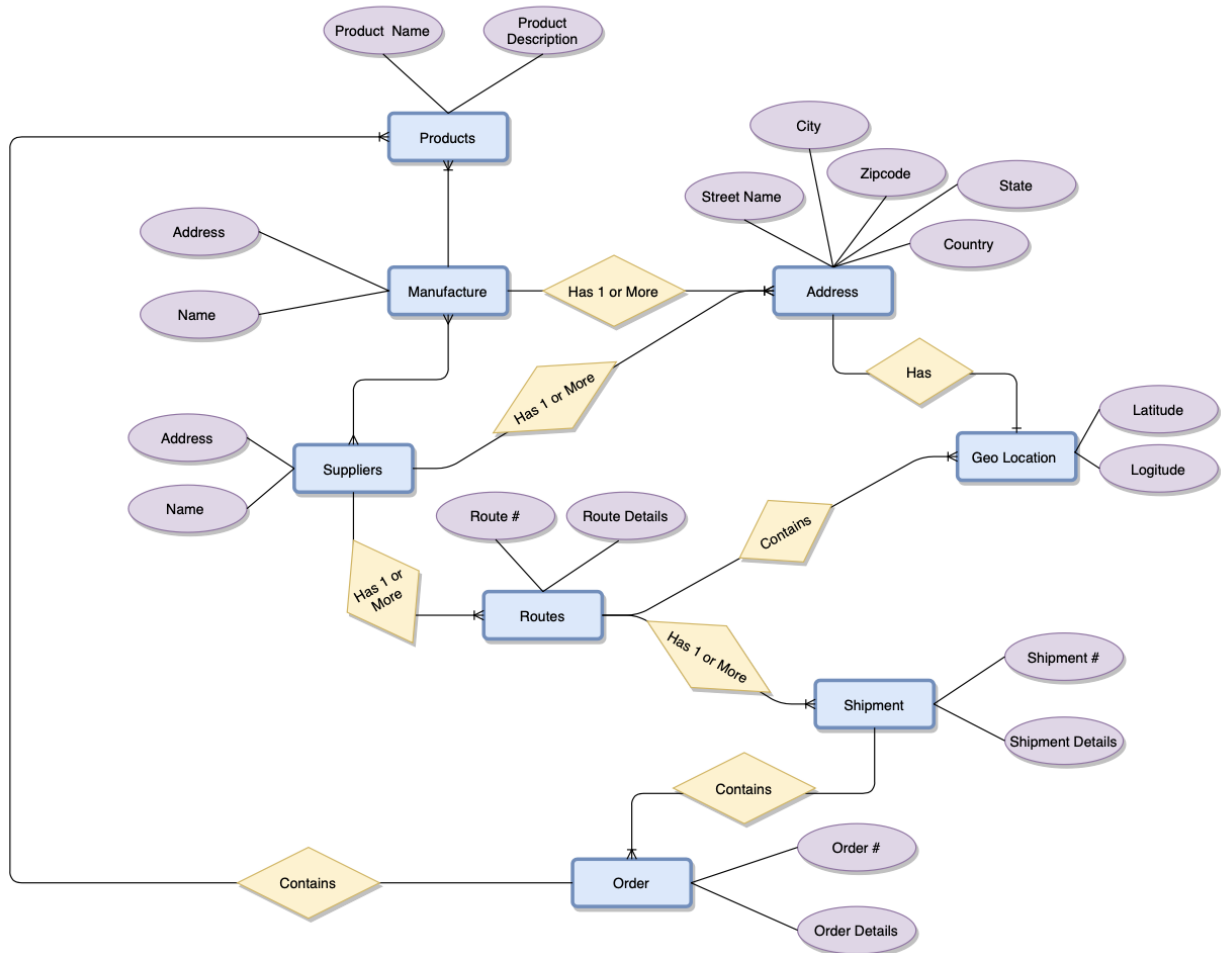 Product Name
Product
Description
Products
City
Zipcode
State
Street Name
Country
Address
Name
Manufacture
Has 1 or More
Address
Has
Has 1 or More
Latitude
Logitude
Geo Location
Address
Name
Suppliers
Route #
Route Details
Contains
Has 1 or
More
Routes
Has 1 or More
Shipment #
Shipment
Shipment Details
Contains
Order #
Contains
Order
Order Details